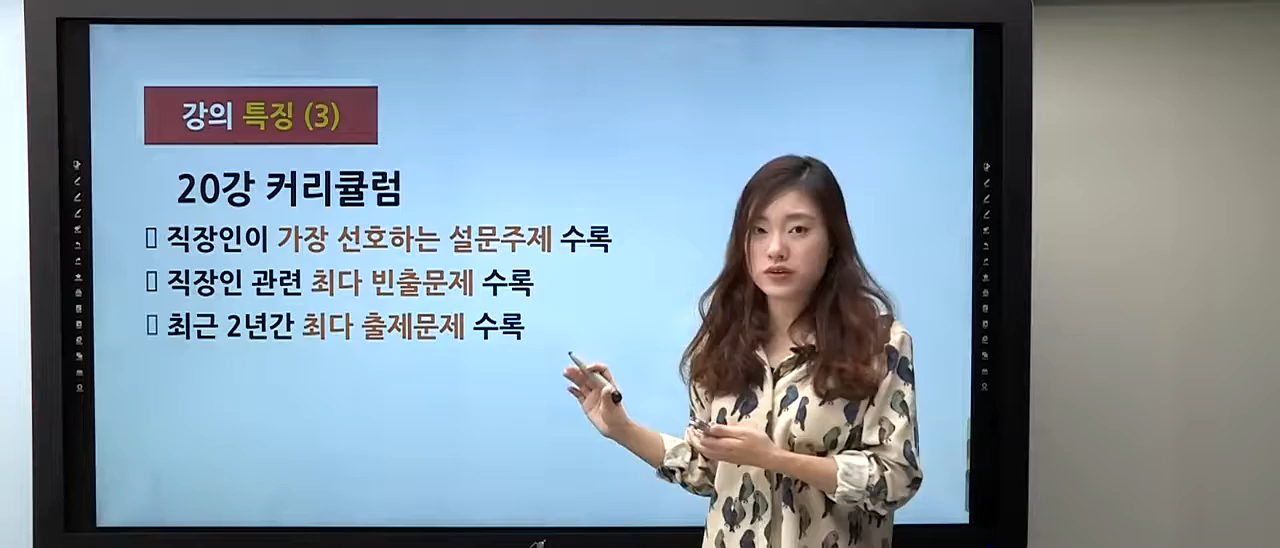 강의 특징 (3)
20강 커리큘럼
직장인이 가장 선호하는 설문주제 수록
직장인 관련 최다 빈출문제 수록
최근 2년간 최다 출제문제 수록